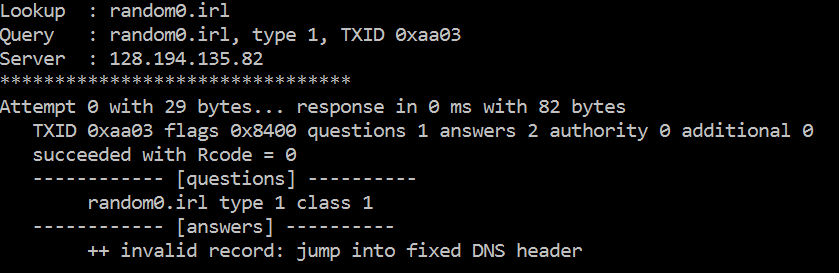 Lookup  : random0.irl
Query   : random0.irl, type 1, TXID 0xaa03
Server  : 128.194.135.82
********************************
Attempt 0 with 29 bytes... response in 0 ms with 82 bytes
   TXID 0xaa03 flags 0x8400 questions 1 answers 2 authority 0 additional 0
   succeeded with Rcode = 0
   ------------ [questions] ----------
        random0.irl type 1 class 1
   ------------ [answers] ----------
        ++ invalid record: jump into fixed DNS header